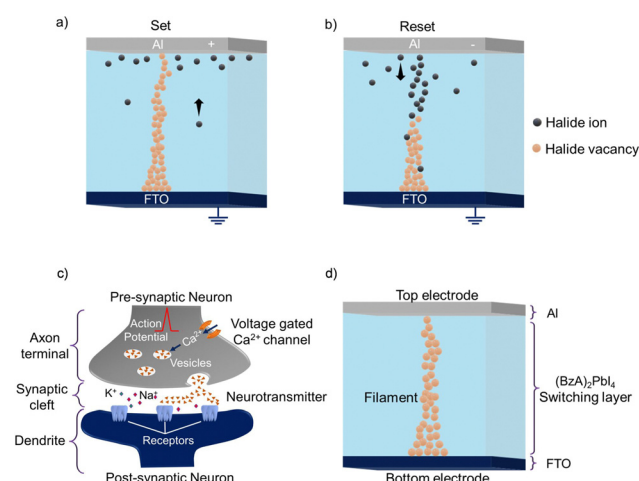 a)
Set
Al +
FTO
b)
Reset
Al -
FTO
Halide ion
Halide vacancy
c)
Pre-synaptic Neuron
Axon
terminal
Action
Potential
Ca²⁺
Vesicles
Voltage gated
Ca²⁺ channel
Synaptic
cleft
K⁺
Na⁺
Neurotransmitter
Dendrite
Receptors
Post-synaptic Neuron
d)
Top electrode
Al
Filament
(BzA)₂PbI₄
Switching layer
FTO
Bottom electrode